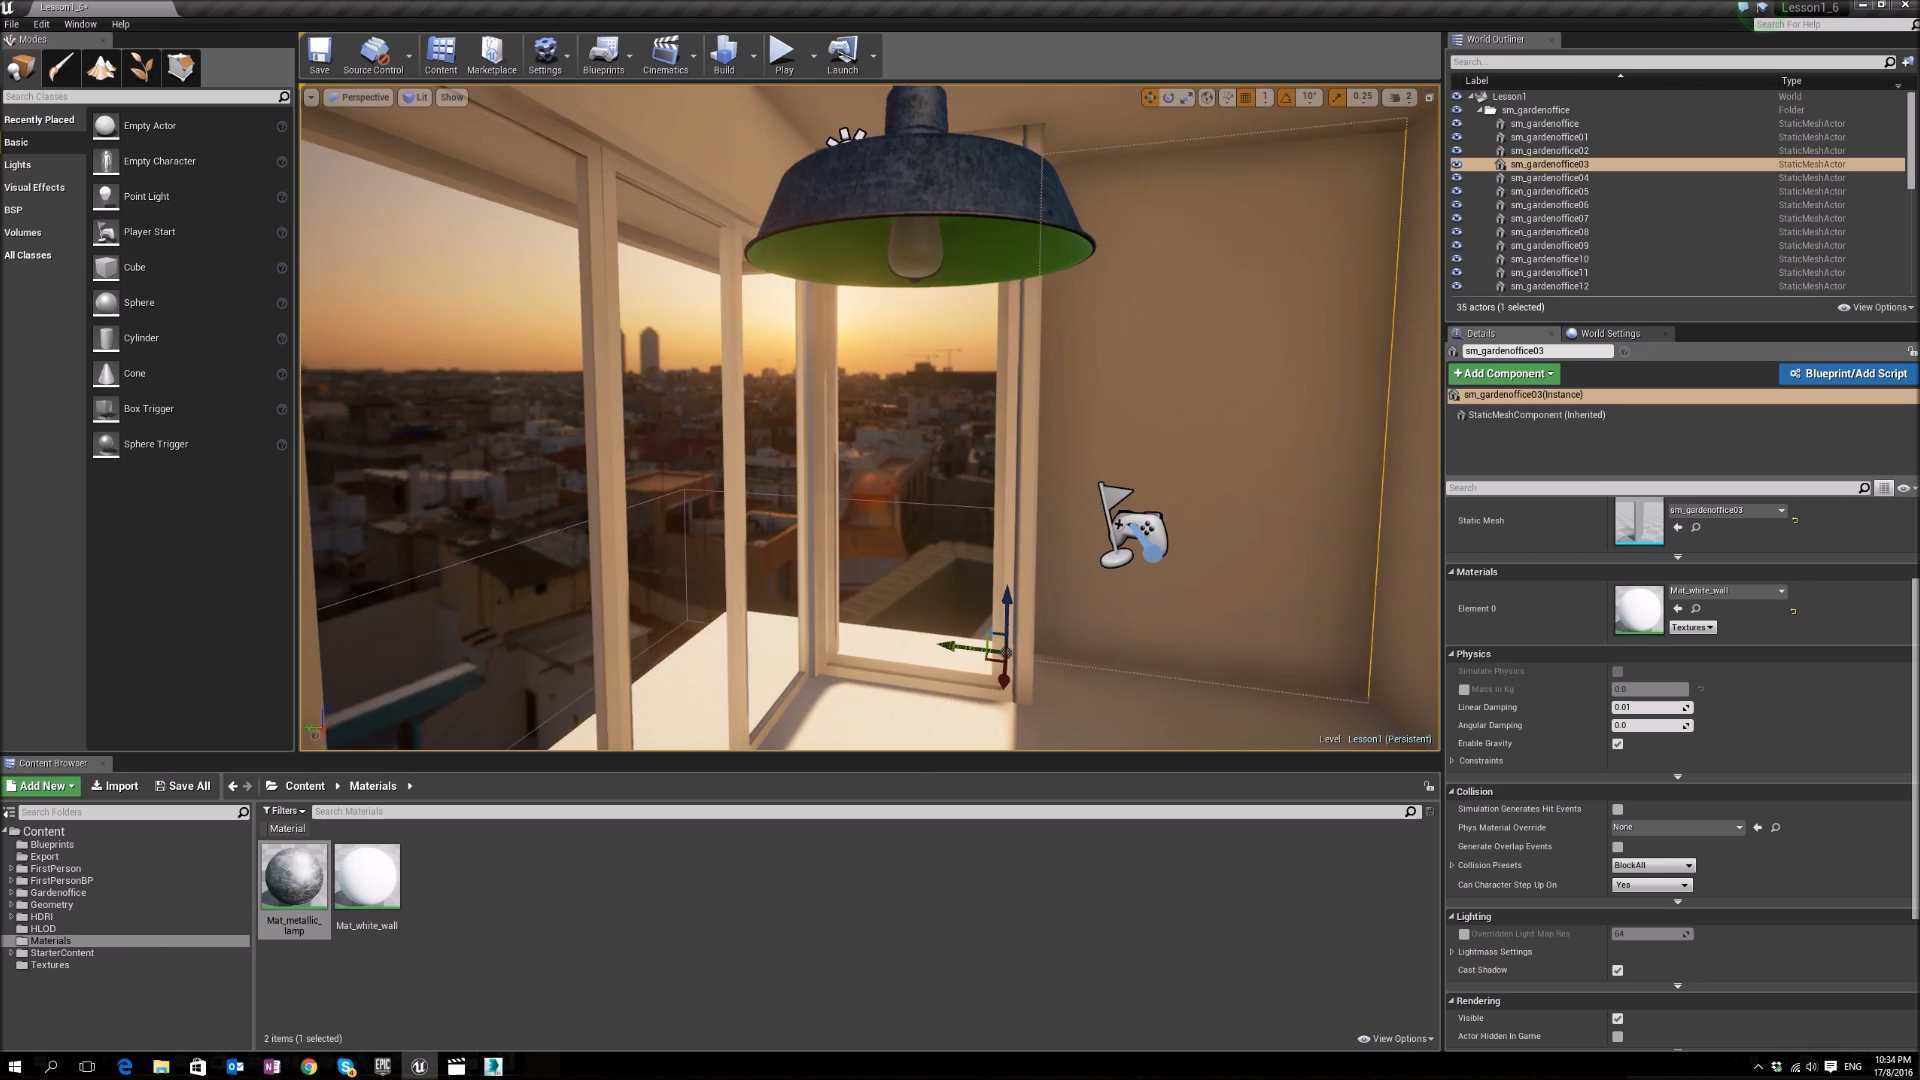 Lesson1_6*
Lesson1_6
File Edit Window Help
Search For Help
Modes
Search Classes
Recently Placed
Basic
Lights
Visual Effects
BSP
Volumes
All Classes
Empty Actor
Empty Character
Point Light
Player Start
Cube
Sphere
Cylinder
Cone
Box Trigger
Sphere Trigger
Save Source Control Content Marketplace Settings Blueprints Cinematics Build Play Launch
Perspective Lit Show
1 10° 0.25 2
Level: Lesson1 (Persistent)
World Outliner
Search...
Label Type
Lesson1 World
sm_gardenoffice Folder
sm_gardenoffice StaticMeshActor
sm_gardenoffice01 StaticMeshActor
sm_gardenoffice02 StaticMeshActor
sm_gardenoffice03 StaticMeshActor
sm_gardenoffice04 StaticMeshActor
sm_gardenoffice05 StaticMeshActor
sm_gardenoffice06 StaticMeshActor
sm_gardenoffice07 StaticMeshActor
sm_gardenoffice08 StaticMeshActor
sm_gardenoffice09 StaticMeshActor
sm_gardenoffice10 StaticMeshActor
sm_gardenoffice11 StaticMeshActor
sm_gardenoffice12 StaticMeshActor
35 actors (1 selected) View Options
Details World Settings
sm_gardenoffice03
+Add Component Blueprint/Add Script
sm_gardenoffice03(Instance)
StaticMeshComponent (Inherited)
Search
Static Mesh sm_gardenoffice03
Materials
Element 0 Mat_white_wall
Textures
Physics
Simulate Physics
Mass in Kg 0.0
Linear Damping 0.01
Angular Damping 0.0
Enable Gravity
Constraints
Collision
Simulation Generates Hit Events
Phys Material Override None
Generate Overlap Events
Collision Presets BlockAll
Can Character Step Up On Yes
Lighting
Overridden Light Map Res 64
Lightmass Settings
Cast Shadow
Rendering
Visible
Actor Hidden In Game
Content Browser
Add New Import Save All Content Materials
Search Folders
Content
Blueprints
Export
FirstPerson
FirstPersonBP
Gardenoffice
Geometry
HDRI
HLOD
Materials
StarterContent
Textures
Filters Search Materials
Material
Mat_metallic_
lamp
Mat_white_wall
2 items (1 selected) View Options
EPIC
ENG
10:34 PM
17/8/2016